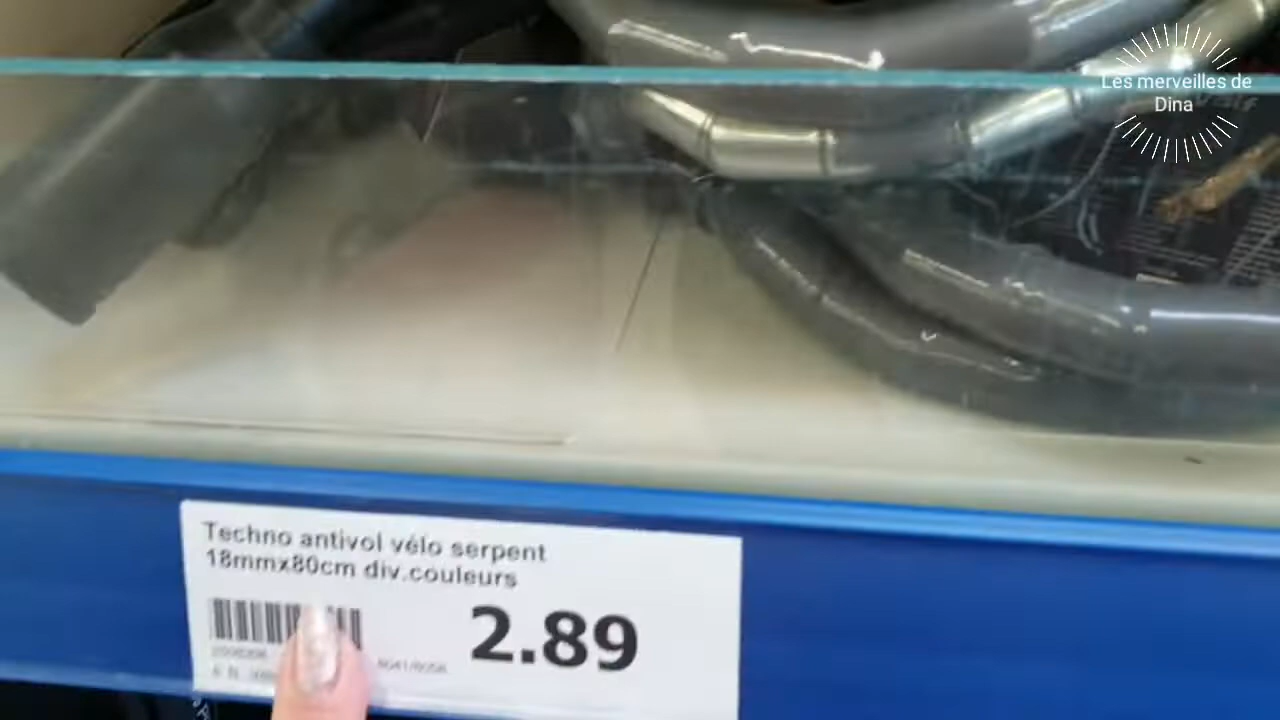 Les merveilles de
Dina
Techno antivol vélo serpent
18mmx80cm div.couleurs
2.89